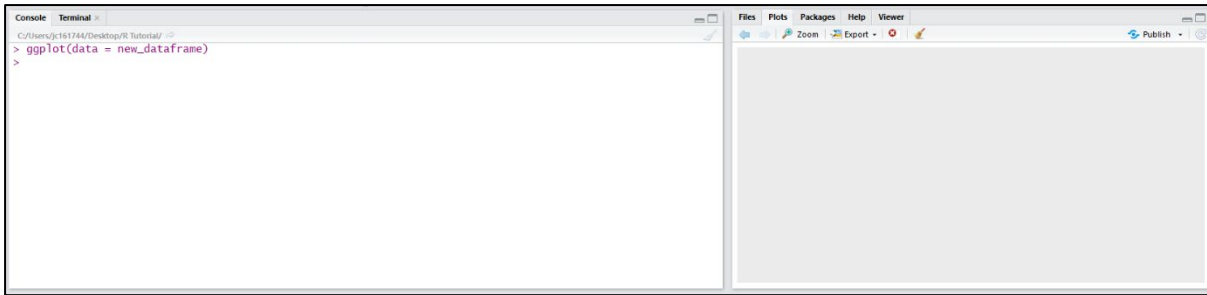 Console Terminal
C:/Users/jc161744/Desktop/R Tutorial/
> ggplot(data = new_dataframe)
>
Files Plots Packages Help Viewer
Zoom Export Publish